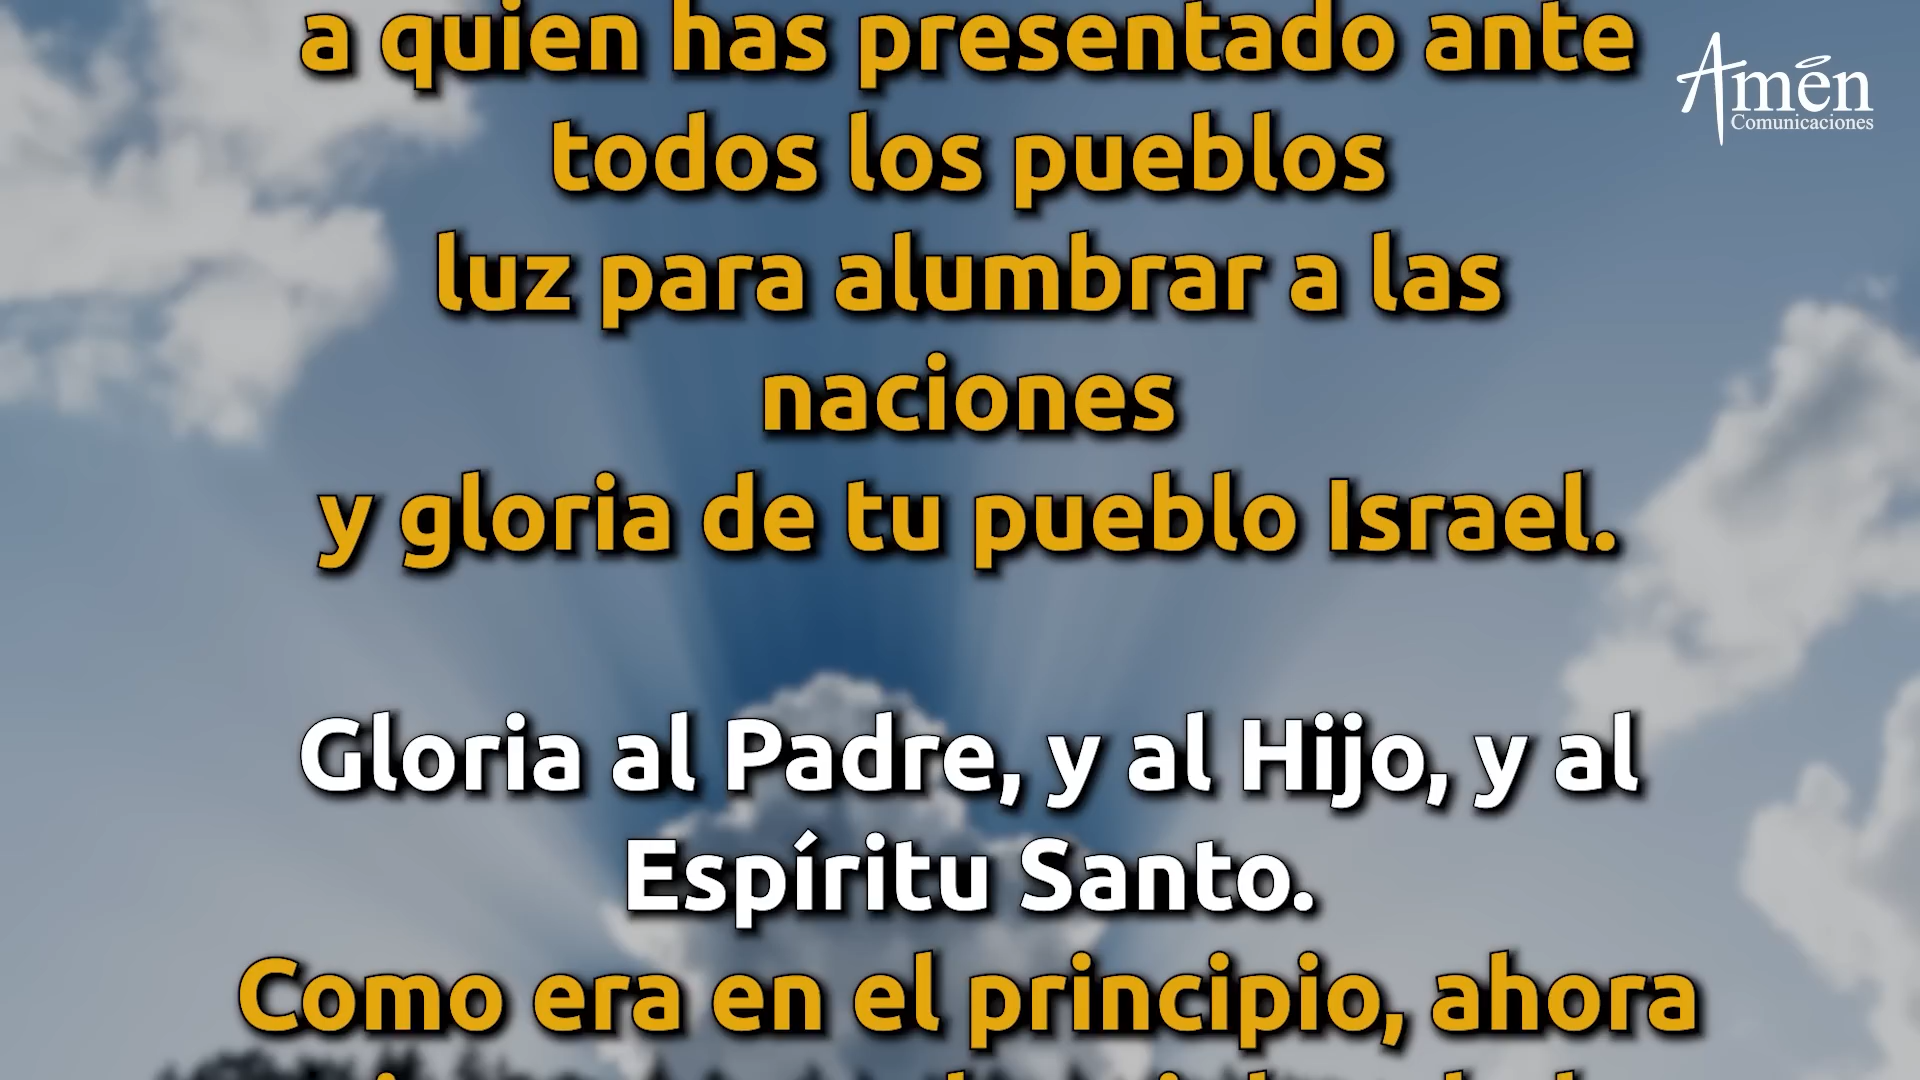 a quien has presentado ante
todos los pueblos
luz para alumbrar a las
naciones
y gloria de tu pueblo Israel.
Gloria al Padre, y al Hijo, y al
Espíritu Santo.
Como era en el principio, ahora
Amén
Comunicaciones